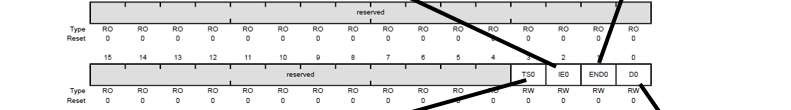 reserved
Type RO RO RO RO RO RO RO RO RO RO RO RO RO RO RO RO
Reset 0 0 0 0 0 0 0 0 0 0 0 0 0 0 0 0
15 14 13 12 11 10 9 8 7 6 5 4 3 2 0
reserved TS0 IE0 END0 D0
Type RO RO RO RO RO RO RO RO RO RO RO RO RW RW RW RW
Reset 0 0 0 0 0 0 0 0 0 0 0 0 0 0 0 0